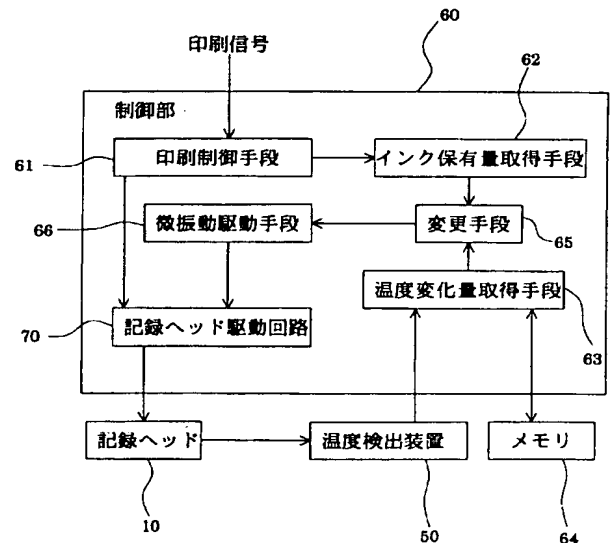 60
印刷信号
62
制御部
61
印刷制御手段
インク保有量取得手段
66
微振動駆動手段
変更手段
65
温度変化量取得手段
63
70
記録ヘッド駆動回路
記録ヘッド
温度検出装置
メモリ
10
50
64